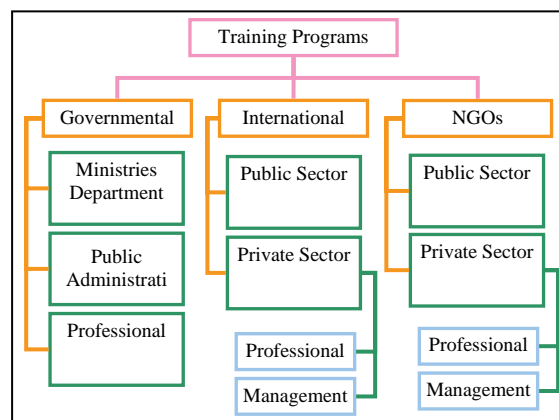 Training Programs
Governmental
International
NGOs
Ministries
Department
Public
Administrati
Professional
Public Sector
Private Sector
Professional
Management
Public Sector
Private Sector
Professional
Management